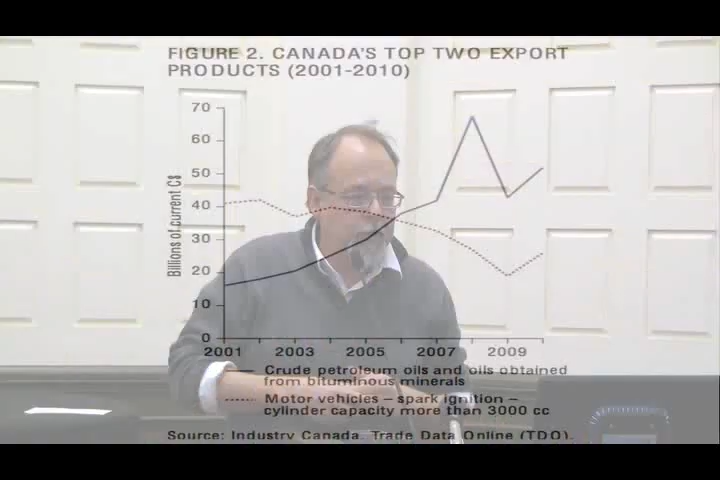 FIGURE 2. CANADA'S TOP TWO EXPORT
PRODUCTS (2001-2010)
Billions of current C$
70
60
50
40
30
20
10
0
2001 2003 2005 2007 2009
Crude petroleum oils and oils obtained
from bituminous minerals
Motor vehicles – spark ignition –
cylinder capacity more than 3000 cc
Source: Industry Canada, Trade Data Online (TDO).